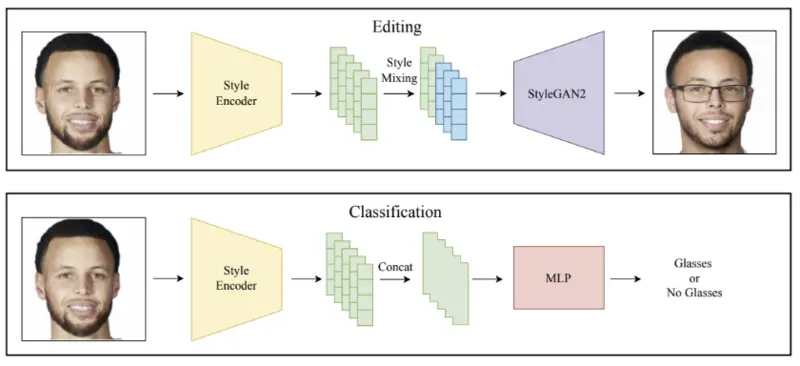 Editing
Style
Encoder
Style
Mixing
StyleGAN2
Classification
Style
Encoder
Concat
MLP
Glasses
or
No Glasses